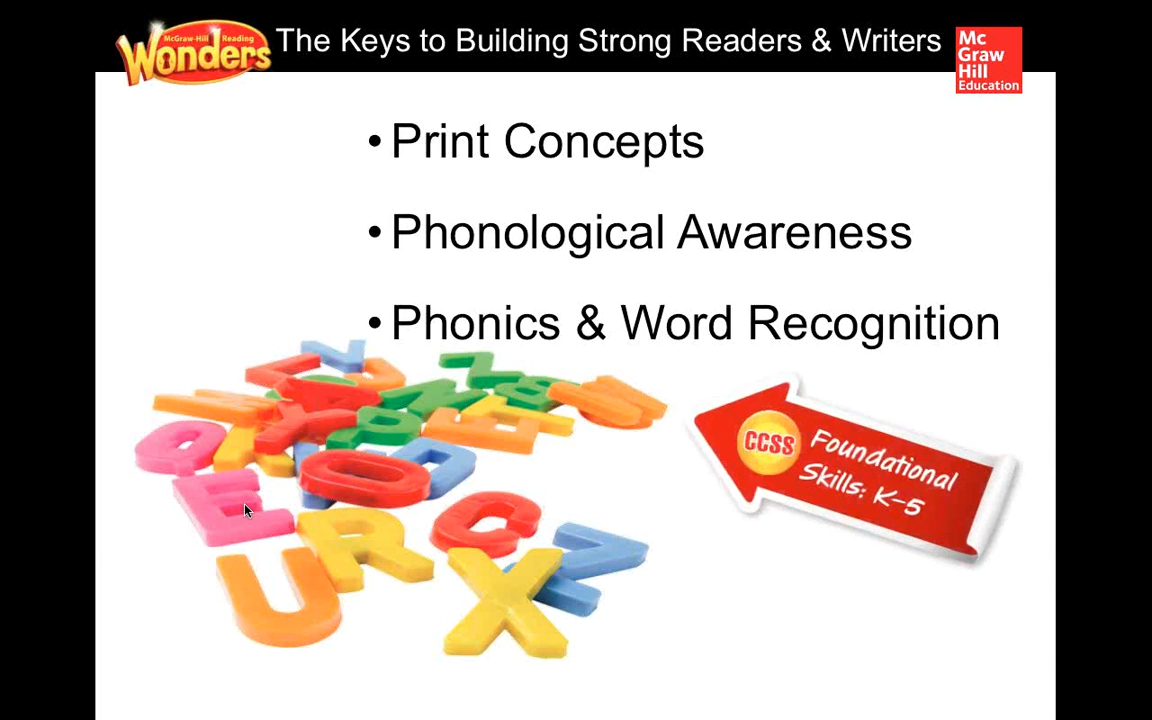 McGraw-Hill Reading
Wonders
The Keys to Building Strong Readers & Writers
Mc
Graw
Hill
Education
• Print Concepts
• Phonological Awareness
• Phonics & Word Recognition
CCSS
Foundational
Skills: K-5
E
O
U
R
C
X